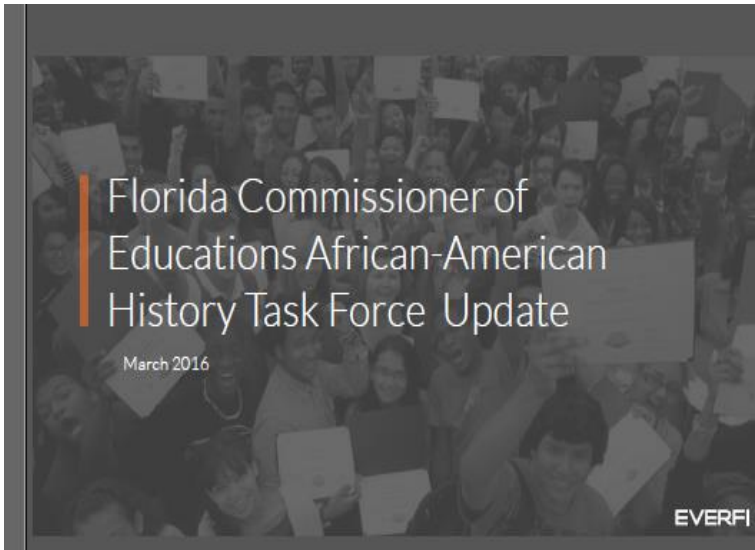 Florida Commissioner of
Educations African-American
History Task Force Update
March 2016
EVERFI